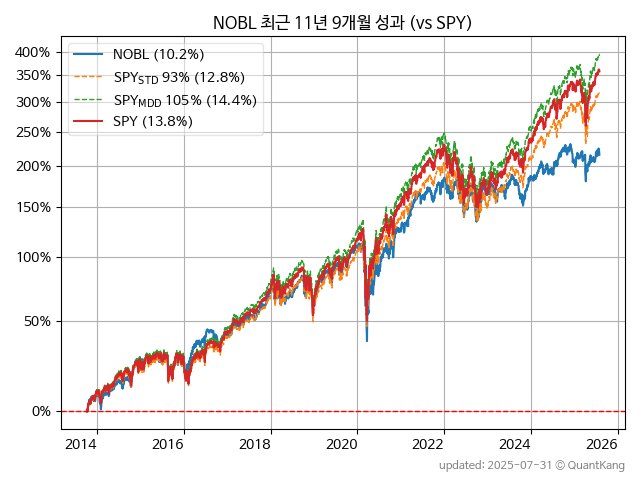 NOBL 최근 11년 9개월 성과 (vs SPY)
NOBL (10.2%)
SPY_STD 93% (12.8%)
SPY_MDD 105% (14.4%)
SPY (13.8%)
400%
350%
300%
250%
200%
150%
100%
50%
0%
2014 2016 2018 2020 2022 2024 2026
updated: 2025-07-31 © QuantKang